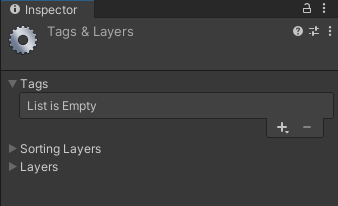 Inspector
Tags & Layers
Tags
List is Empty
Sorting Layers
Layers